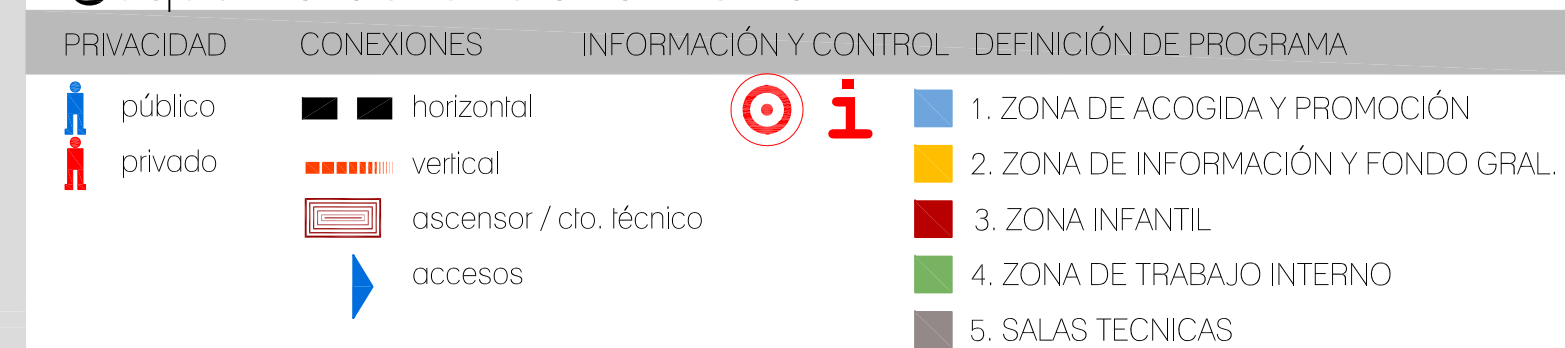 PRIVACIDAD CONEXIONES INFORMACIÓN Y CONTROL DEFINICIÓN DE PROGRAMA
público
privado
horizontal
vertical
ascensor / cto. técnico
accesos
i
1. ZONA DE ACOGIDA Y PROMOCIÓN
2. ZONA DE INFORMACIÓN Y FONDO GRAL.
3. ZONA INFANTIL
4. ZONA DE TRABAJO INTERNO
5. SALAS TECNICAS